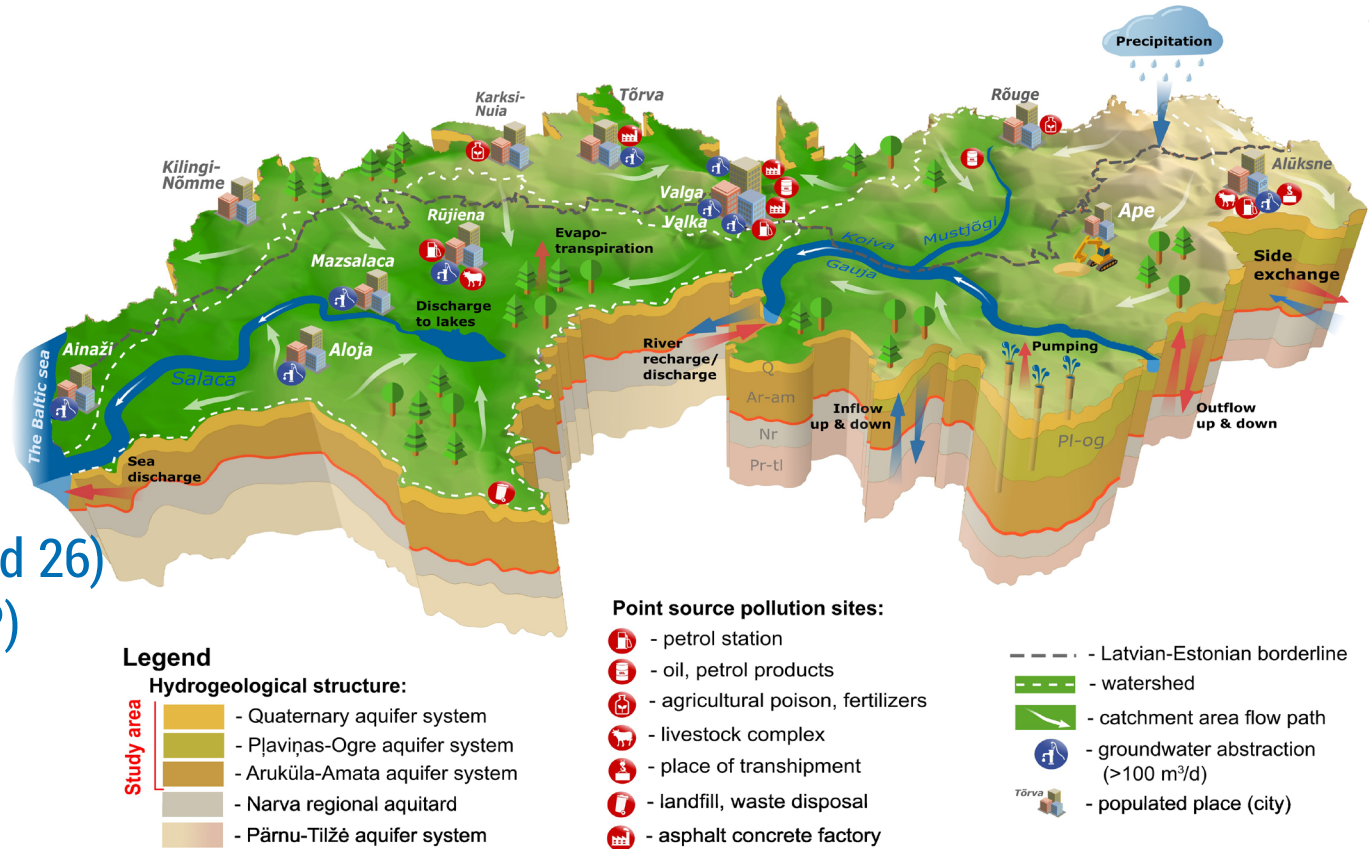 Precipitation
Karksi-
Nuia
Tõrva
Rõuge
Kilingi-
Nõmme
Alūksne
Valga
Valka
Rūjiena
Ape
Evapo-
transpiration
Koiva
Mustjõgi
Gauja
Side
exchange
Mazsalaca
Discharge
to lakes
Ainaži
Aloja
River
recharge/
discharge
Pumping
The Baltic sea
Salaca
Q
Ar-am
Nr
Pr-tl
Inflow
up & down
Pl-og
Outflow
up & down
Sea
discharge
d 26)
)
Legend
Hydrogeological structure:
Study area
- Quaternary aquifer system
- Pļaviņas-Ogre aquifer system
- Aruküla-Amata aquifer system
- Narva regional aquitard
- Pärnu-Tilžė aquifer system
Point source pollution sites:
- petrol station
- oil, petrol products
- agricultural poison, fertilizers
- livestock complex
- place of transhipment
- landfill, waste disposal
- asphalt concrete factory
- Latvian-Estonian borderline
- watershed
- catchment area flow path
- groundwater abstraction
(>100 m³/d)
Tõrva
- populated place (city)